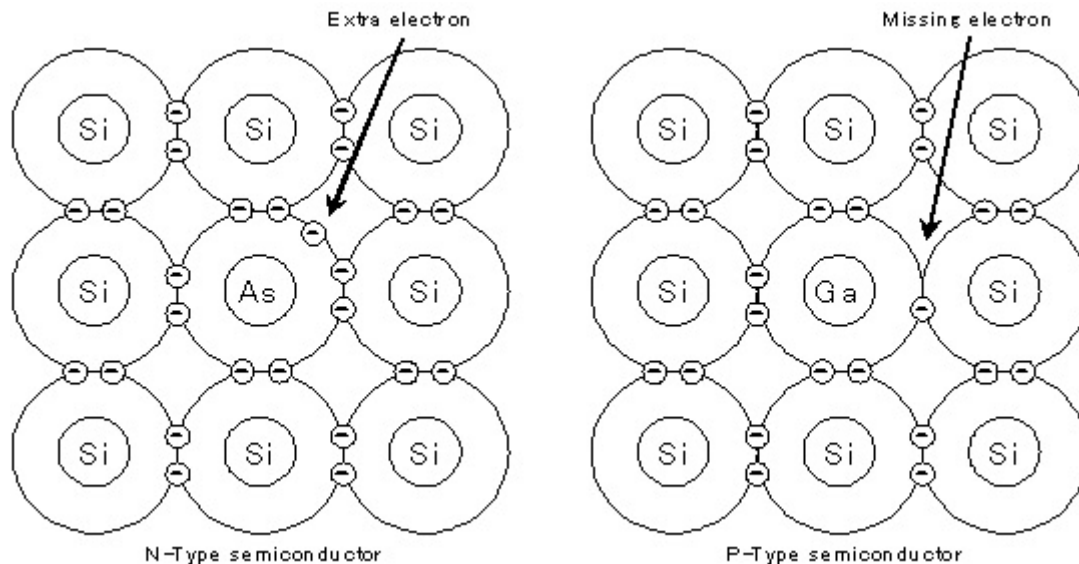 Extra electron
Missing electron
Si Si Si Si Si Si
Si As Si Si Ga Si
Si Si Si Si Si Si
N-Type semiconductor
P-Type semiconductor